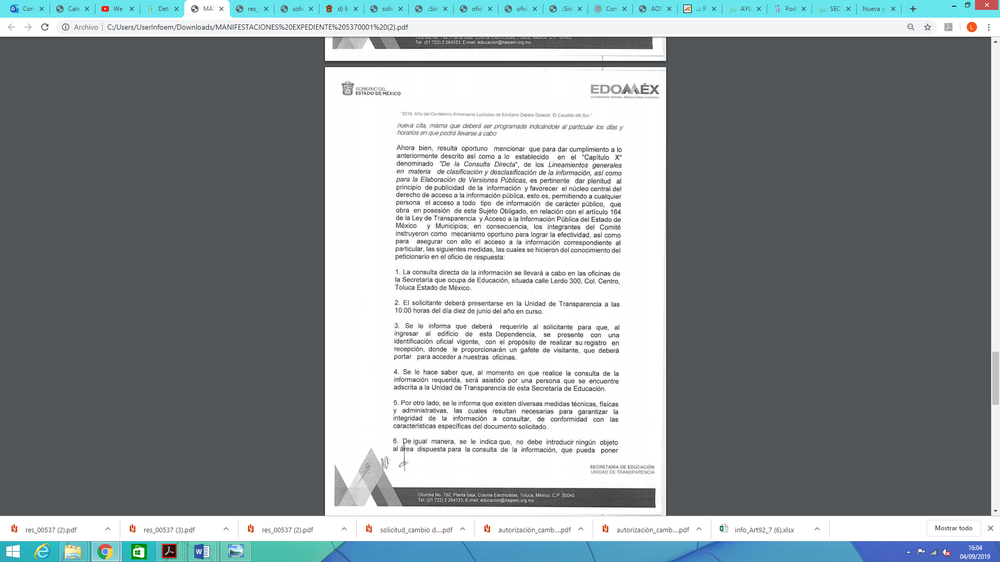 Corr
Cale
We
Deta
MAN
res_
solic
d) B
solic
.:Sist
ofici
ofici
.:Sist
Con
AOS
..:: P
AYU
Pod
SECR
Nueva p
Archivo
C:/Users/UserInfoem/Downloads/MANIFESTACIONES%20EXPEDIENTE%205370001%20(2).pdf
L
Otumba No. 782, Planta baja, Colonia Electricistas, Toluca, México. C.P. 50040
Tel. (01 722) 2 264333, E-mail: educacion@itaipem.org.mx
GOBIERNO DEL
ESTADO DE MÉXICO
EDOMÉX
DECISIONES FIRMES, RESULTADOS FUERTES.
"2019. Año del Centésimo Aniversario Luctuoso de Emiliano Zapata Salazar. El Caudillo del Sur."
nueva cita, misma que deberá ser programada indicándole al particular los días y
horarios en que podrá llevarse a cabo
Ahora bien, resulta oportuno mencionar que para dar cumplimiento a lo
anteriormente descrito así como a lo establecido en el "Capítulo X"
denominado "De la Consulta Directa", de los Lineamientos generales
en materia de clasificación y desclasificación de la información, así como
para la Elaboración de Versiones Públicas, es pertinente dar plenitud al
principio de publicidad de la información y favorecer el núcleo central del
derecho de acceso a la información pública, esto es, permitiendo a cualquier
persona el acceso a todo tipo de información de carácter público, que
obra en posesión de este Sujeto Obligado, en relación con el artículo 164
de la Ley de Transparencia y Acceso a la Información Pública del Estado de
México y Municipios; en consecuencia, los integrantes del Comité
instruyeron como mecanismo oportuno para lograr la efectividad, así como
para asegurar con ello el acceso a la información correspondiente al
particular, las siguientes medidas, las cuales se hicieron del conocimiento del
peticionario en el oficio de respuesta:
1. La consulta directa de la información se llevará a cabo en las oficinas de
la Secretaría que ocupa de Educación, situada calle Lerdo 300, Col. Centro,
Toluca Estado de México.
2. El solicitante deberá presentarse en la Unidad de Transparencia a las
10:00 horas del día diez de junio del año en curso.
3. Se le informa que deberá requerirle al solicitante para que, al
ingresar al edificio de esta Dependencia, se presente con una
identificación oficial vigente, con el propósito de realizar su registro en
recepción, donde le proporcionarán un gafete de visitante, que deberá
portar para acceder a nuestras oficinas.
4. Se le hace saber que, al momento en que realice la consulta de la
información requerida, será asistido por una persona que se encuentre
adscrita a la Unidad de Transparencia de esta Secretaría de Educación.
5. Por otro lado, se le informa que existen diversas medidas técnicas, físicas
y administrativas, las cuales resultan necesarias para garantizar la
integridad de la información a consultar, de conformidad con las
características específicas del documento solicitado.
6. De igual manera, se le indica que, no debe introducir ningún objeto
al área dispuesta para la consulta de la información, que pueda poner
SECRETARÍA DE EDUCACIÓN
UNIDAD DE TRANSPARENCIA
Otumba No. 782, Planta baja, Colonia Electricistas, Toluca, México. C.P. 50040
Tel. (01 722) 2 264333, E-mail: educacion@itaipem.org.mx
res_00537 (2).pdf
res_00537 (3).pdf
res_00537 (2).pdf
solicitud_cambio d....pdf
autorización_camb....pdf
autorización_camb....pdf
info_Art92_7 (6).xlsx
Mostrar todo
16:04
04/09/2019